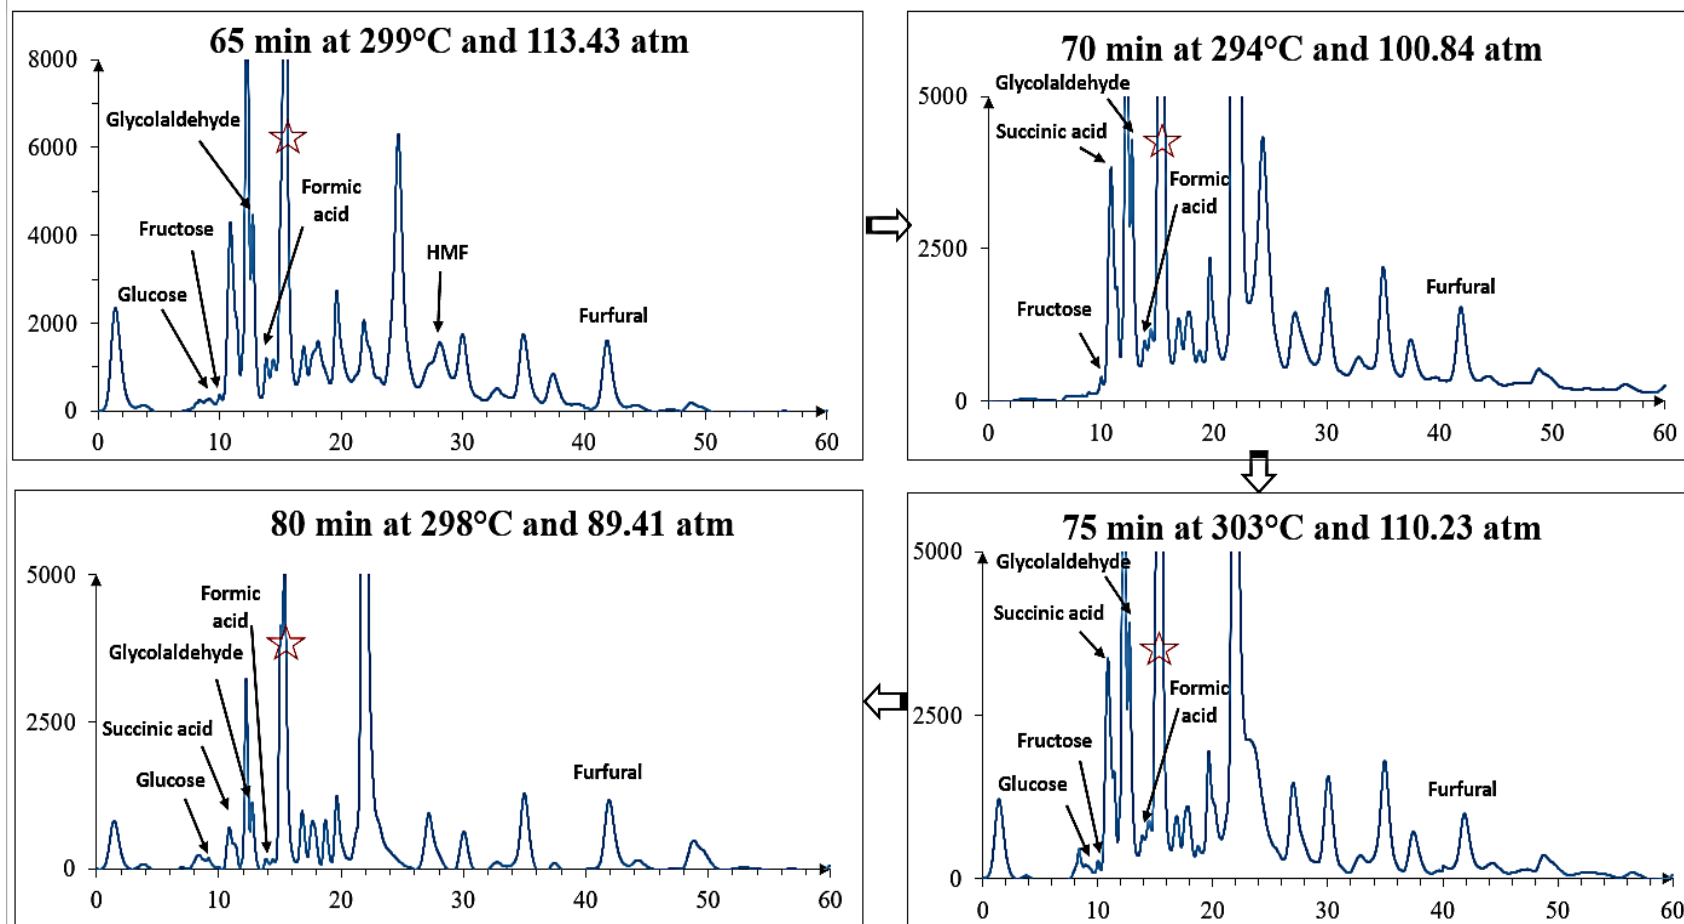 65 min at 299°C and 113.43 atm
8000
6000
4000
2000
0
Glycolaldehyde
Formic
acid
Fructose
HMF
Glucose
Furfural
0 10 20 30 40 50 60
70 min at 294°C and 100.84 atm
Glycolaldehyde
5000
2500
0
Succinic acid
Formic
acid
Fructose
Furfural
0 10 20 30 40 50 60
80 min at 298°C and 89.41 atm
5000
2500
0
Formic
acid
Glycolaldehyde
Succinic acid
Glucose
Furfural
0 10 20 30 40 50 60
75 min at 303°C and 110.23 atm
5000
2500
0
Glycolaldehyde
Succinic acid
Formic
acid
Fructose
Glucose
Furfural
0 10 20 30 40 50 60